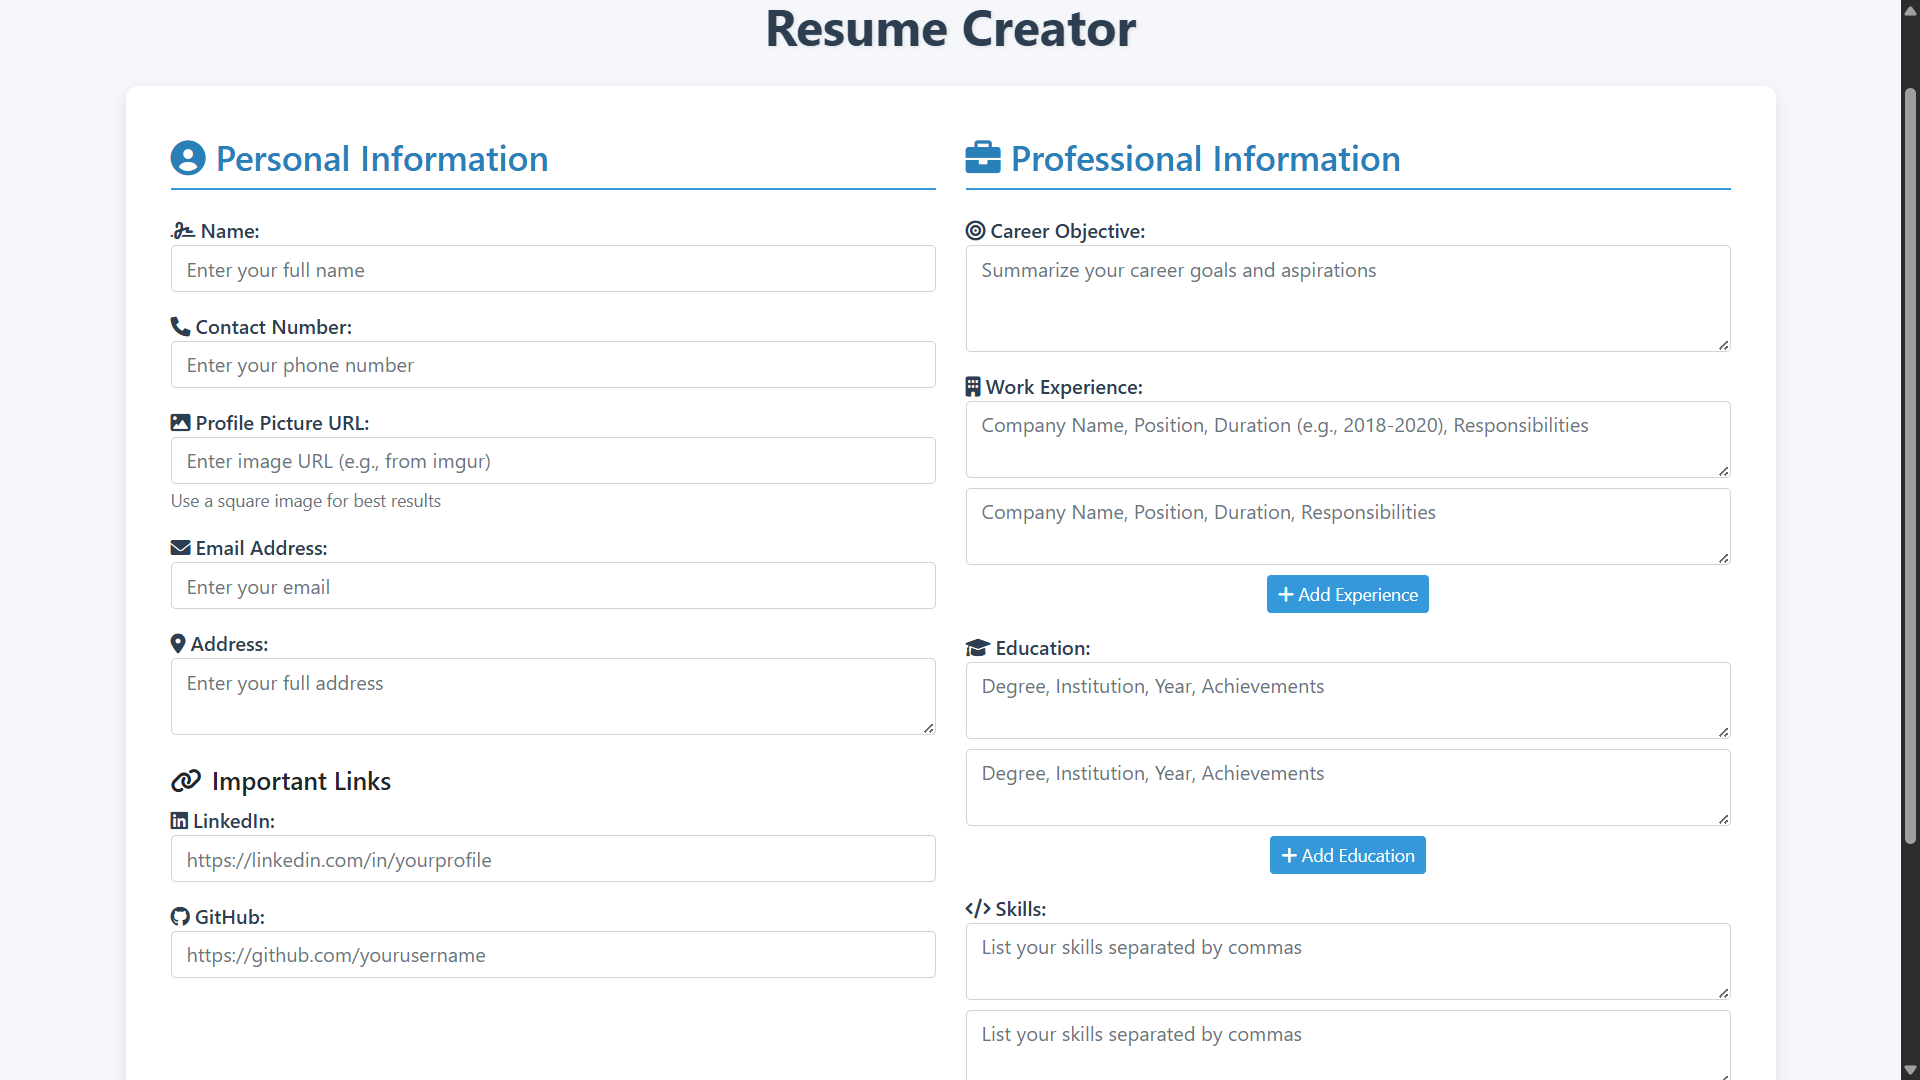 Resume Creator
Personal Information
Name:
Enter your full name
Contact Number:
Enter your phone number
Profile Picture URL:
Enter image URL (e.g., from imgur)
Use a square image for best results
Email Address:
Enter your email
Address:
Enter your full address
Important Links
LinkedIn:
https://linkedin.com/in/yourprofile
GitHub:
https://github.com/yourusername
Professional Information
Career Objective:
Summarize your career goals and aspirations
Work Experience:
Company Name, Position, Duration (e.g., 2018-2020), Responsibilities
Company Name, Position, Duration, Responsibilities
Add Experience
Education:
Degree, Institution, Year, Achievements
Degree, Institution, Year, Achievements
Add Education
Skills:
List your skills separated by commas
List your skills separated by commas